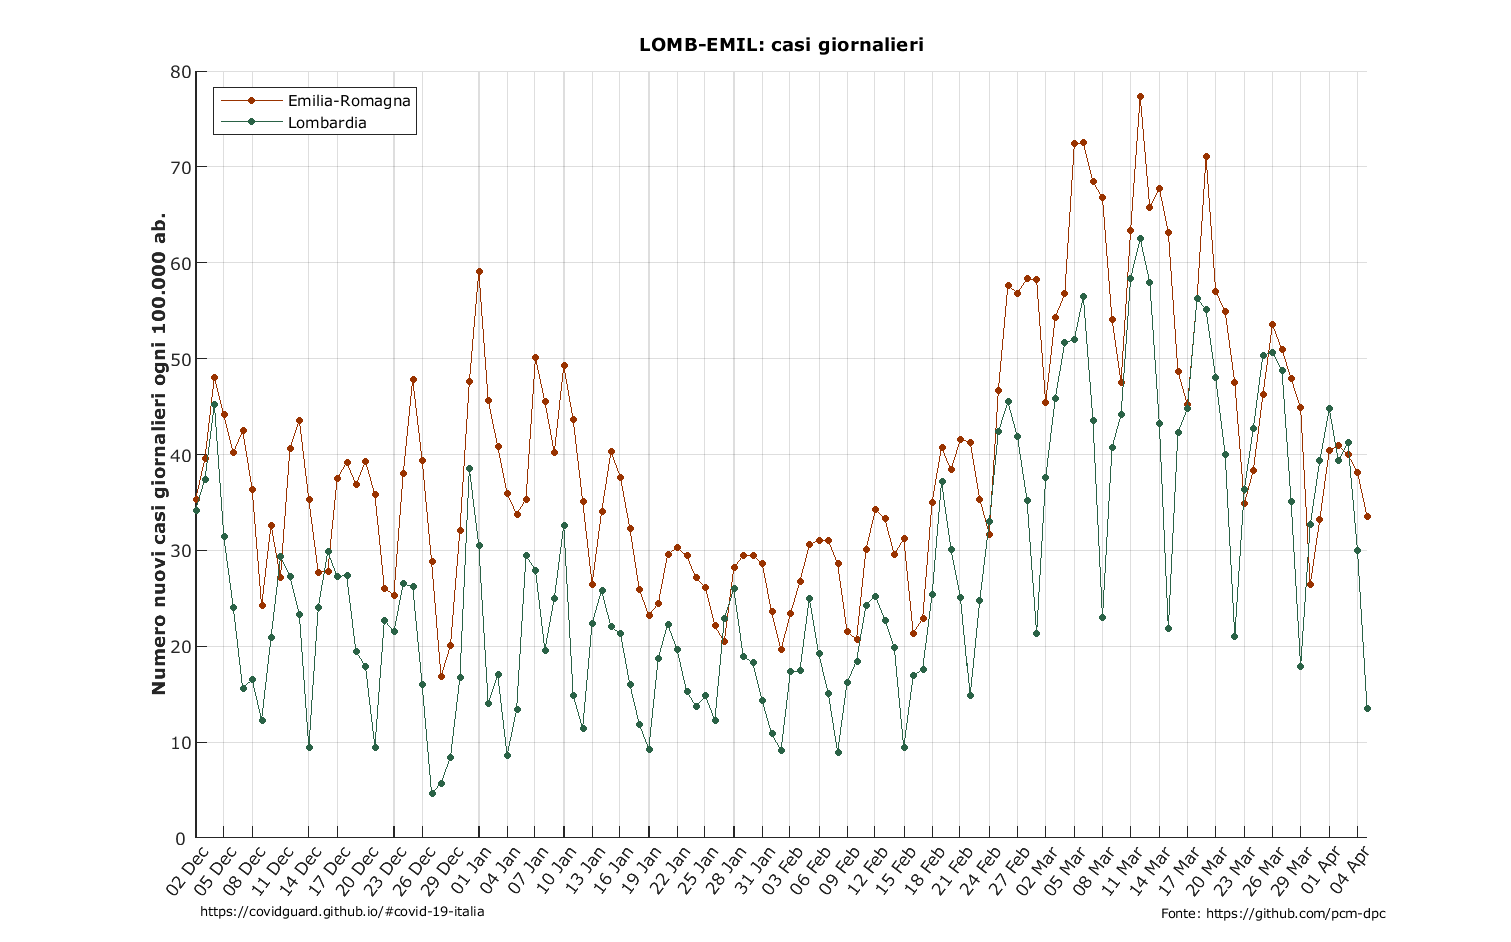 LOMB-EMIL: casi giornalieri
Numero nuovi casi giornalieri ogni 100.000 ab.
80
70
60
50
40
30
20
10
0
Emilia-Romagna
Lombardia
02 Dec
05 Dec
08 Dec
11 Dec
14 Dec
17 Dec
20 Dec
23 Dec
26 Dec
29 Dec
01 Jan
04 Jan
07 Jan
10 Jan
13 Jan
16 Jan
19 Jan
22 Jan
25 Jan
28 Jan
31 Jan
03 Feb
06 Feb
09 Feb
12 Feb
15 Feb
18 Feb
21 Feb
24 Feb
27 Feb
02 Mar
05 Mar
08 Mar
11 Mar
14 Mar
17 Mar
20 Mar
23 Mar
26 Mar
29 Mar
01 Apr
04 Apr
https://covidguard.github.io/#covid-19-italia
Fonte: https://github.com/pcm-dpc